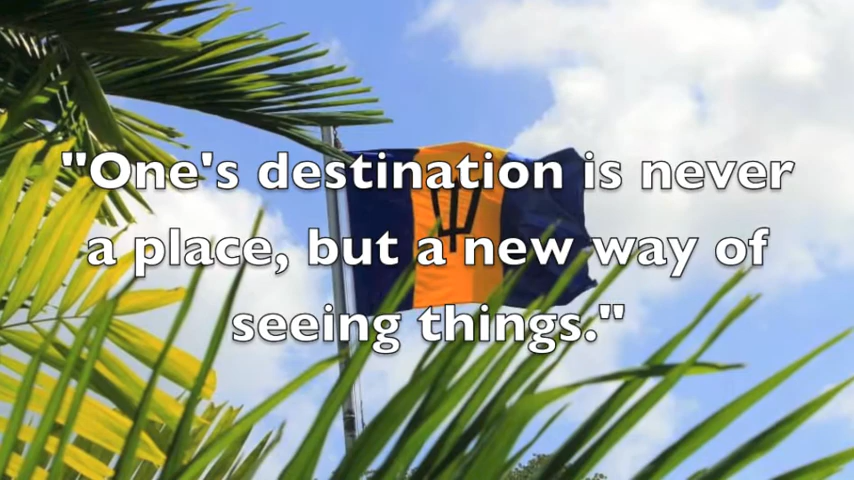 "One's destination is never
a place, but a new way of
seeing things."